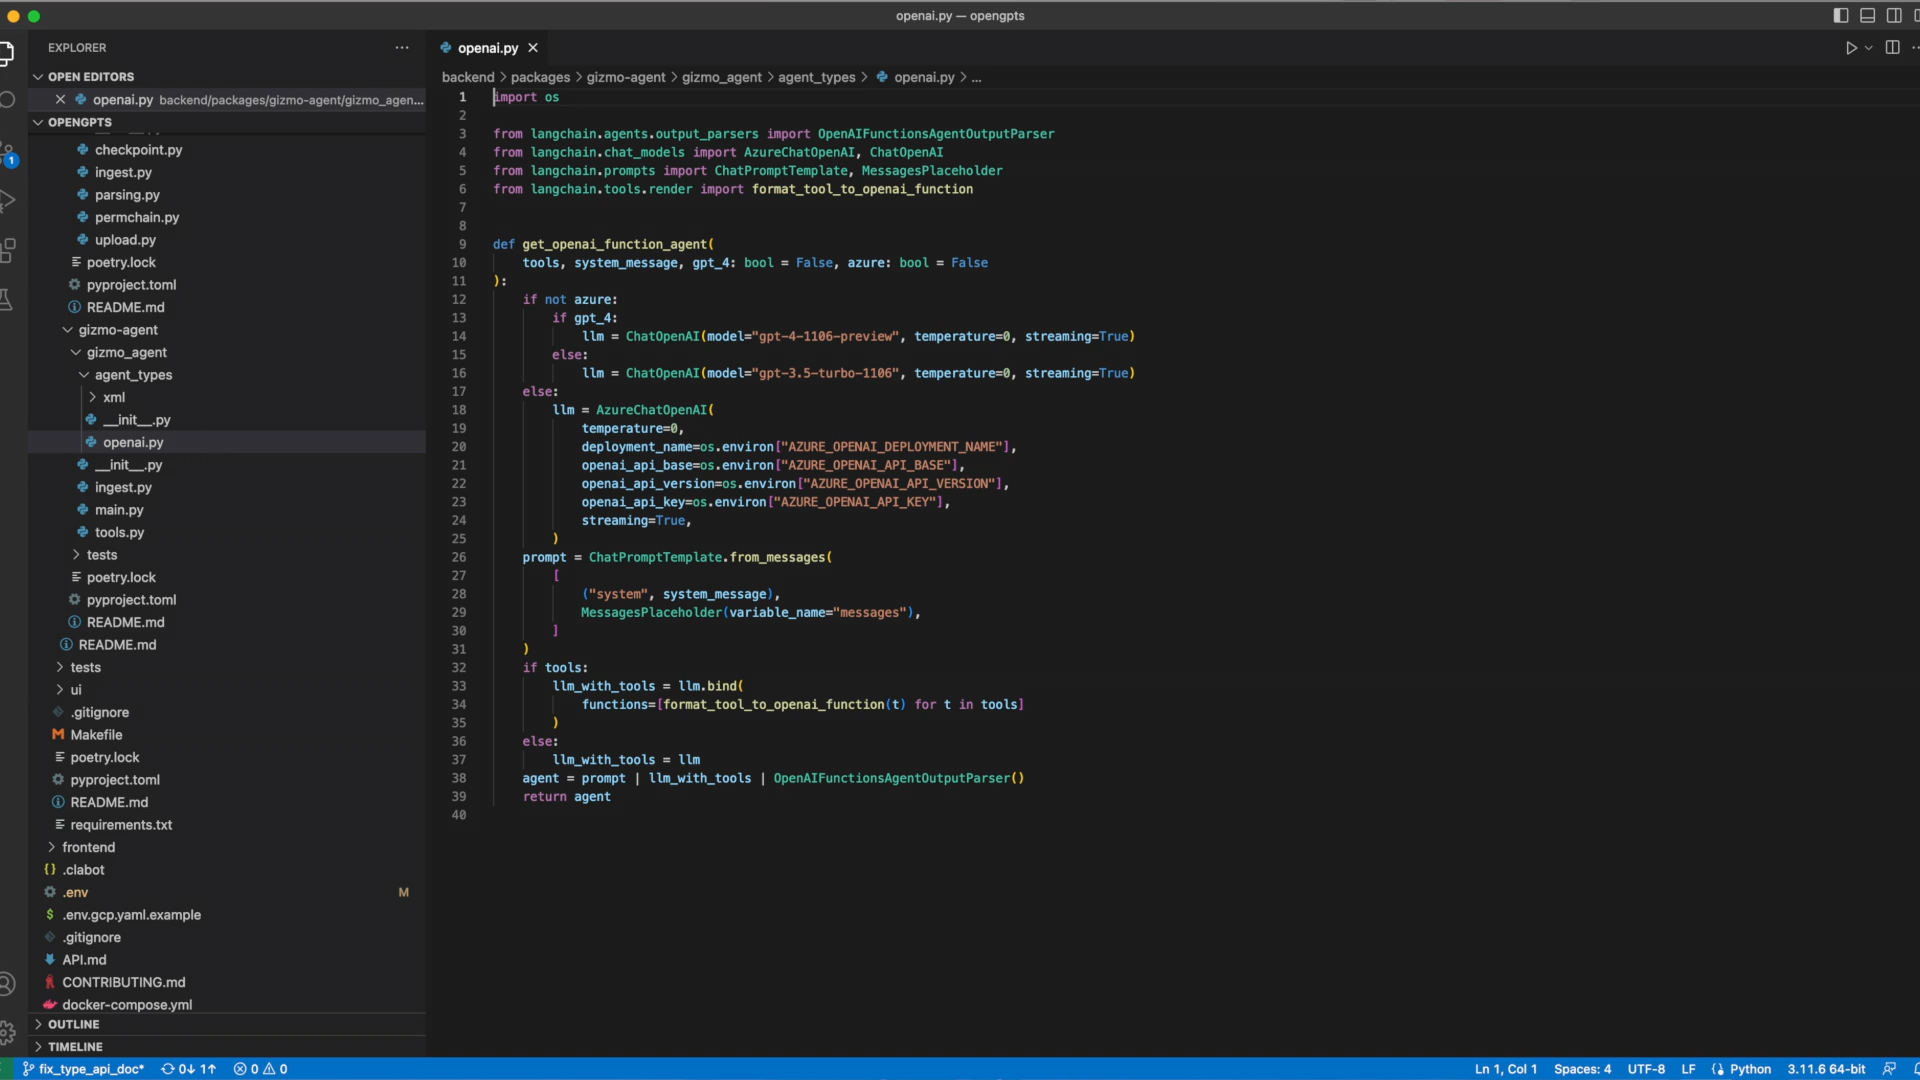 openai.py — opengpts
EXPLORER
OPEN EDITORS
openai.py backend/packages/gizmo-agent/gizmo_agen...
OPENGPTS
checkpoint.py
ingest.py
parsing.py
permchain.py
upload.py
poetry.lock
pyproject.toml
README.md
gizmo-agent
gizmo_agent
agent_types
xml
__init__.py
openai.py
__init__.py
ingest.py
main.py
tools.py
tests
poetry.lock
pyproject.toml
README.md
README.md
tests
ui
.gitignore
Makefile
poetry.lock
pyproject.toml
README.md
requirements.txt
frontend
.clabot
.env M
.env.gcp.yaml.example
.gitignore
API.md
CONTRIBUTING.md
docker-compose.yml
OUTLINE
TIMELINE
1
openai.py
backend > packages > gizmo-agent > gizmo_agent > agent_types > openai.py > ...
1 import os
2
3 from langchain.agents.output_parsers import OpenAIFunctionsAgentOutputParser
4 from langchain.chat_models import AzureChatOpenAI, ChatOpenAI
5 from langchain.prompts import ChatPromptTemplate, MessagesPlaceholder
6 from langchain.tools.render import format_tool_to_openai_function
7
8
9 def get_openai_function_agent(
10     tools, system_message, gpt_4: bool = False, azure: bool = False
11 ):
12     if not azure:
13         if gpt_4:
14             llm = ChatOpenAI(model="gpt-4-1106-preview", temperature=0, streaming=True)
15         else:
16             llm = ChatOpenAI(model="gpt-3.5-turbo-1106", temperature=0, streaming=True)
17     else:
18         llm = AzureChatOpenAI(
19             temperature=0,
20             deployment_name=os.environ["AZURE_OPENAI_DEPLOYMENT_NAME"],
21             openai_api_base=os.environ["AZURE_OPENAI_API_BASE"],
22             openai_api_version=os.environ["AZURE_OPENAI_API_VERSION"],
23             openai_api_key=os.environ["AZURE_OPENAI_API_KEY"],
24             streaming=True,
25         )
26     prompt = ChatPromptTemplate.from_messages(
27         [
28             ("system", system_message),
29             MessagesPlaceholder(variable_name="messages"),
30         ]
31     )
32     if tools:
33         llm_with_tools = llm.bind(
34             functions=[format_tool_to_openai_function(t) for t in tools]
35         )
36     else:
37         llm_with_tools = llm
38     agent = prompt | llm_with_tools | OpenAIFunctionsAgentOutputParser()
39     return agent
40
fix_type_api_doc* 0↓ 1↑ 0 0 Ln 1, Col 1 Spaces: 4 UTF-8 LF Python 3.11.6 64-bit